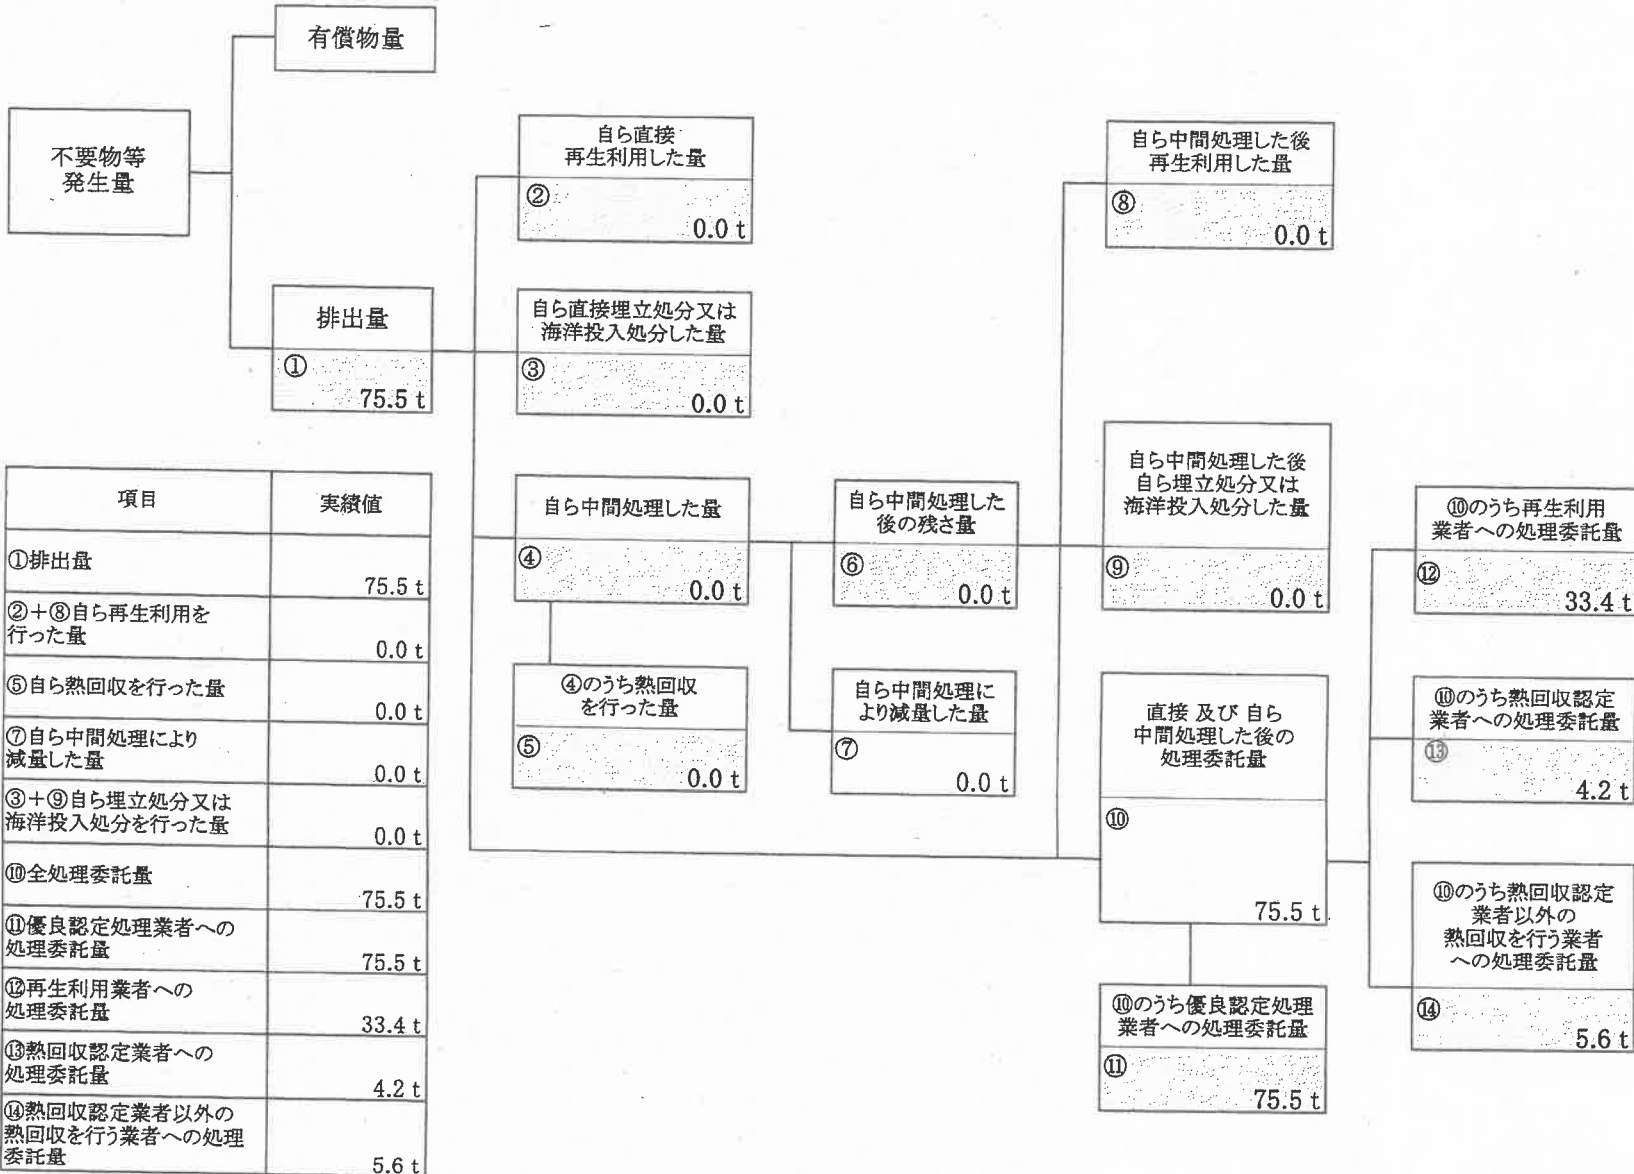 有償物量
不要物等
発生量
排出量
①
75.5 t
自ら直接
再生利用した量
②
0.0 t
自ら直接埋立処分又は
海洋投入処分した量
③
0.0 t
自ら中間処理した量
④
0.0 t
④のうち熱回収
を行った量
⑤
0.0 t
自ら中間処理した
後の残さ量
⑥
0.0 t
自ら中間処理に
より減量した量
⑦
0.0 t
自ら中間処理した後
再生利用した量
⑧
0.0 t
自ら中間処理した後
自ら埋立処分又は
海洋投入処分した量
⑨
0.0 t
直接 及び 自ら
中間処理した後の
処理委託量
⑩
75.5 t
⑩のうち優良認定処理
業者への処理委託量
⑪
75.5 t
⑩のうち再生利用
業者への処理委託量
⑫
33.4 t
⑩のうち熱回収認定
業者への処理委託量
⑬
4.2 t
⑩のうち熱回収認定
業者以外の
熱回収を行う業者
への処理委託量
⑭
5.6 t
項目 実績値
①排出量
75.5 t
②+⑧自ら再生利用を
行った量
0.0 t
⑤自ら熱回収を行った量
0.0 t
⑦自ら中間処理により
減量した量
0.0 t
③+⑨自ら埋立処分又は
海洋投入処分を行った量
0.0 t
⑩全処理委託量
75.5 t
⑪優良認定処理業者への
処理委託量
75.5 t
⑫再生利用業者への
処理委託量
33.4 t
⑬熱回収認定業者への
処理委託量
4.2 t
⑭熱回収認定業者以外の
熱回収を行う業者への処理
委託量
5.6 t